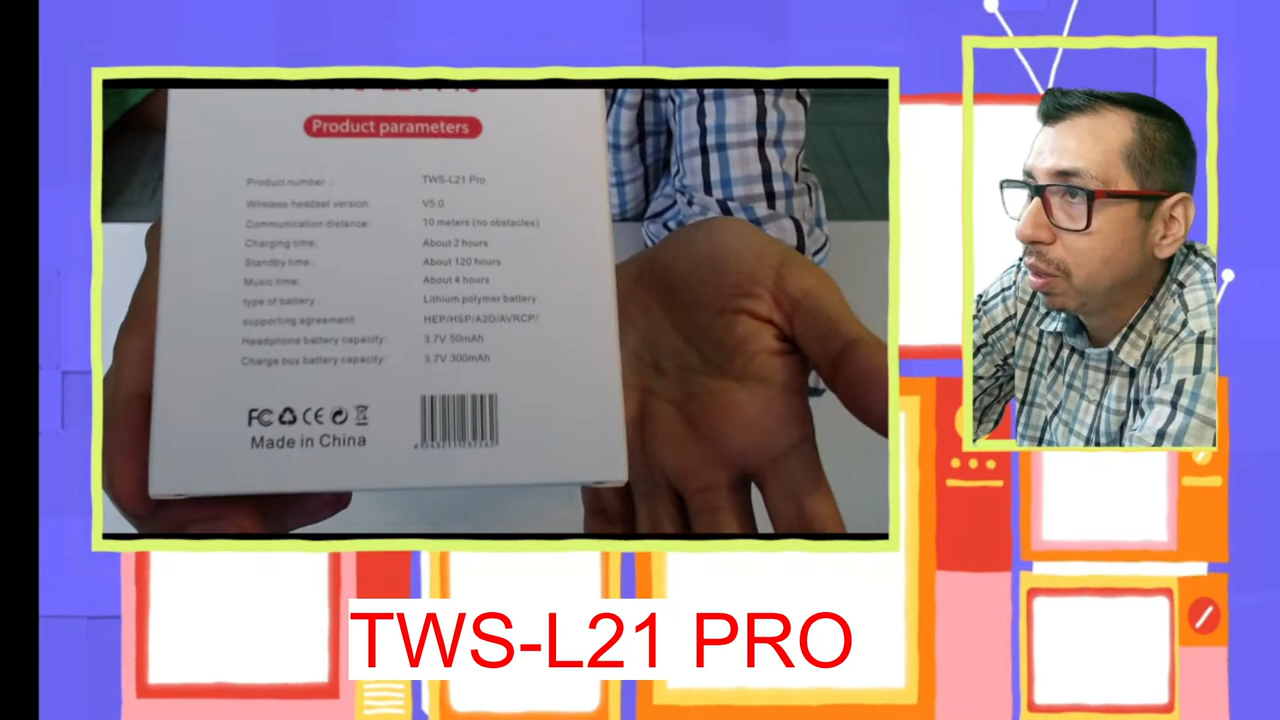 Product parameters
Product number : TWS-L21 Pro
Wireless headset version: V5.0
Communication distance: 10 meters (no obstacles)
Charging time: About 2 hours
Standby time : About 120 hours
Music time: About 4 hours
type of battery : Lithium polymer battery
supporting agreement: HEP/HSP/A2D/AVRCP/
Headphone battery capacity: 3.7V 50mAh
Charge box battery capacity: 3.7V 300mAh
FC CE
Made in China
TWS-L21 PRO